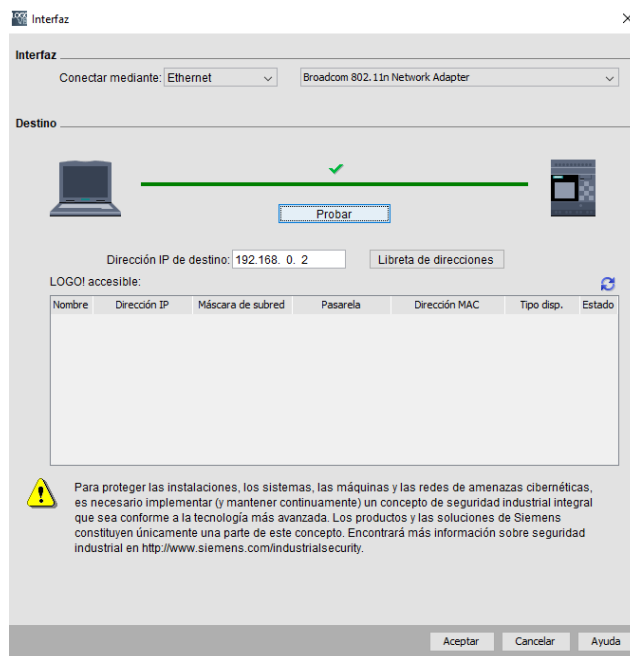 Interfaz
Interfaz
Conectar mediante: Ethernet Broadcom 802.11n Network Adapter
Destino
Probar
Dirección IP de destino: 192.168. 0. 2 Libreta de direcciones
LOGO! accesible:
Nombre Dirección IP Máscara de subred Pasarela Dirección MAC Tipo disp. Estado
Para proteger las instalaciones, los sistemas, las máquinas y las redes de amenazas cibernéticas,
es necesario implementar (y mantener continuamente) un concepto de seguridad industrial integral
que sea conforme a la tecnología más avanzada. Los productos y las soluciones de Siemens
constituyen únicamente una parte de este concepto. Encontrará más información sobre seguridad
industrial en http://www.siemens.com/industrialsecurity.
Aceptar Cancelar Ayuda